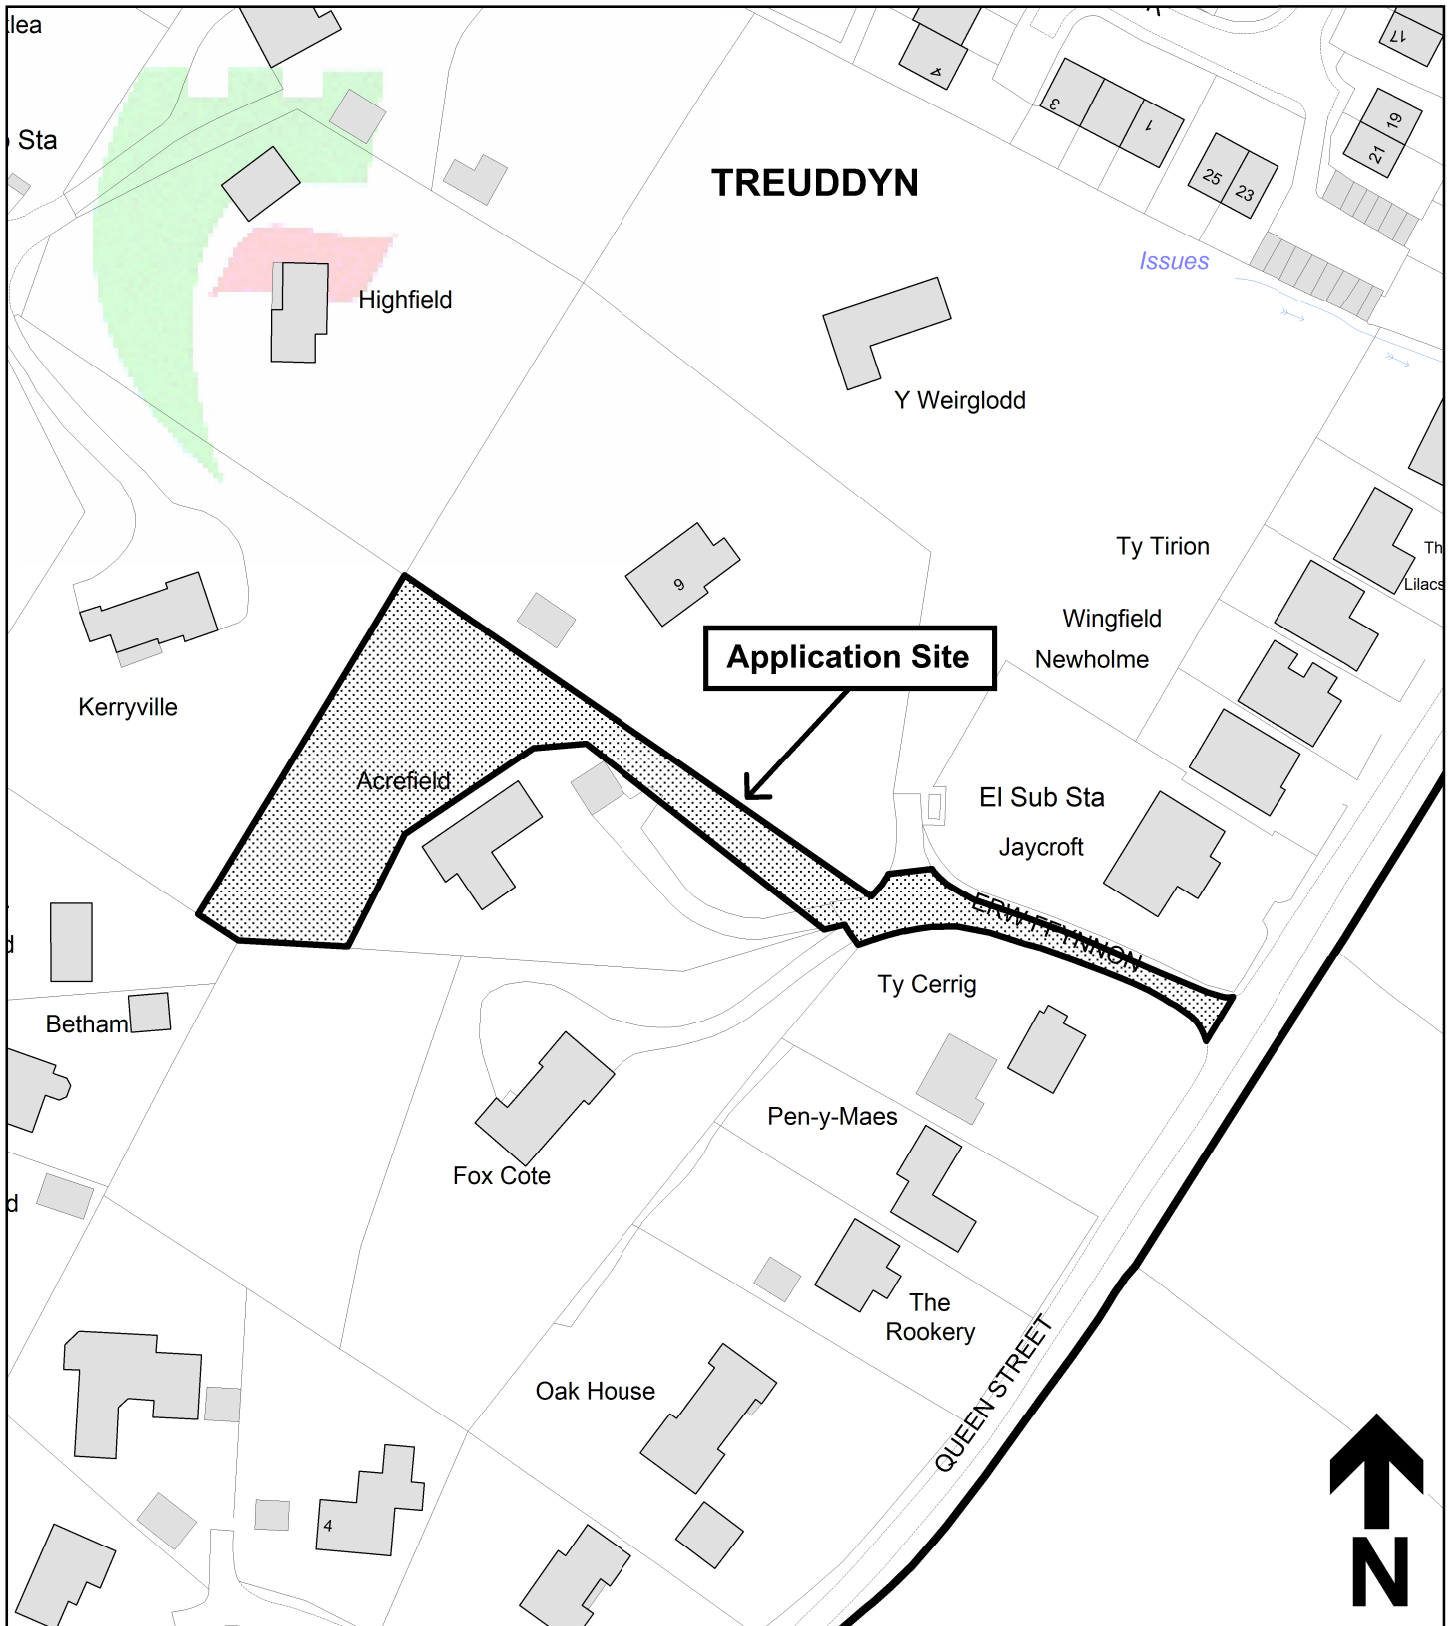 Sta
4
3
1
17
19
21
25
23
TREUDDYN
Issues
Highfield
Y Weirglodd
Ty Tirion
Th
Lilacs
9
Wingfield
Application Site
Newholme
Kerryville
Acrefield
El Sub Sta
Jaycroft
ERW FFYNNON
Ty Cerrig
Betham
Pen-y-Maes
Fox Cote
d
The
Rookery
QUEEN STREET
Oak House
4
N